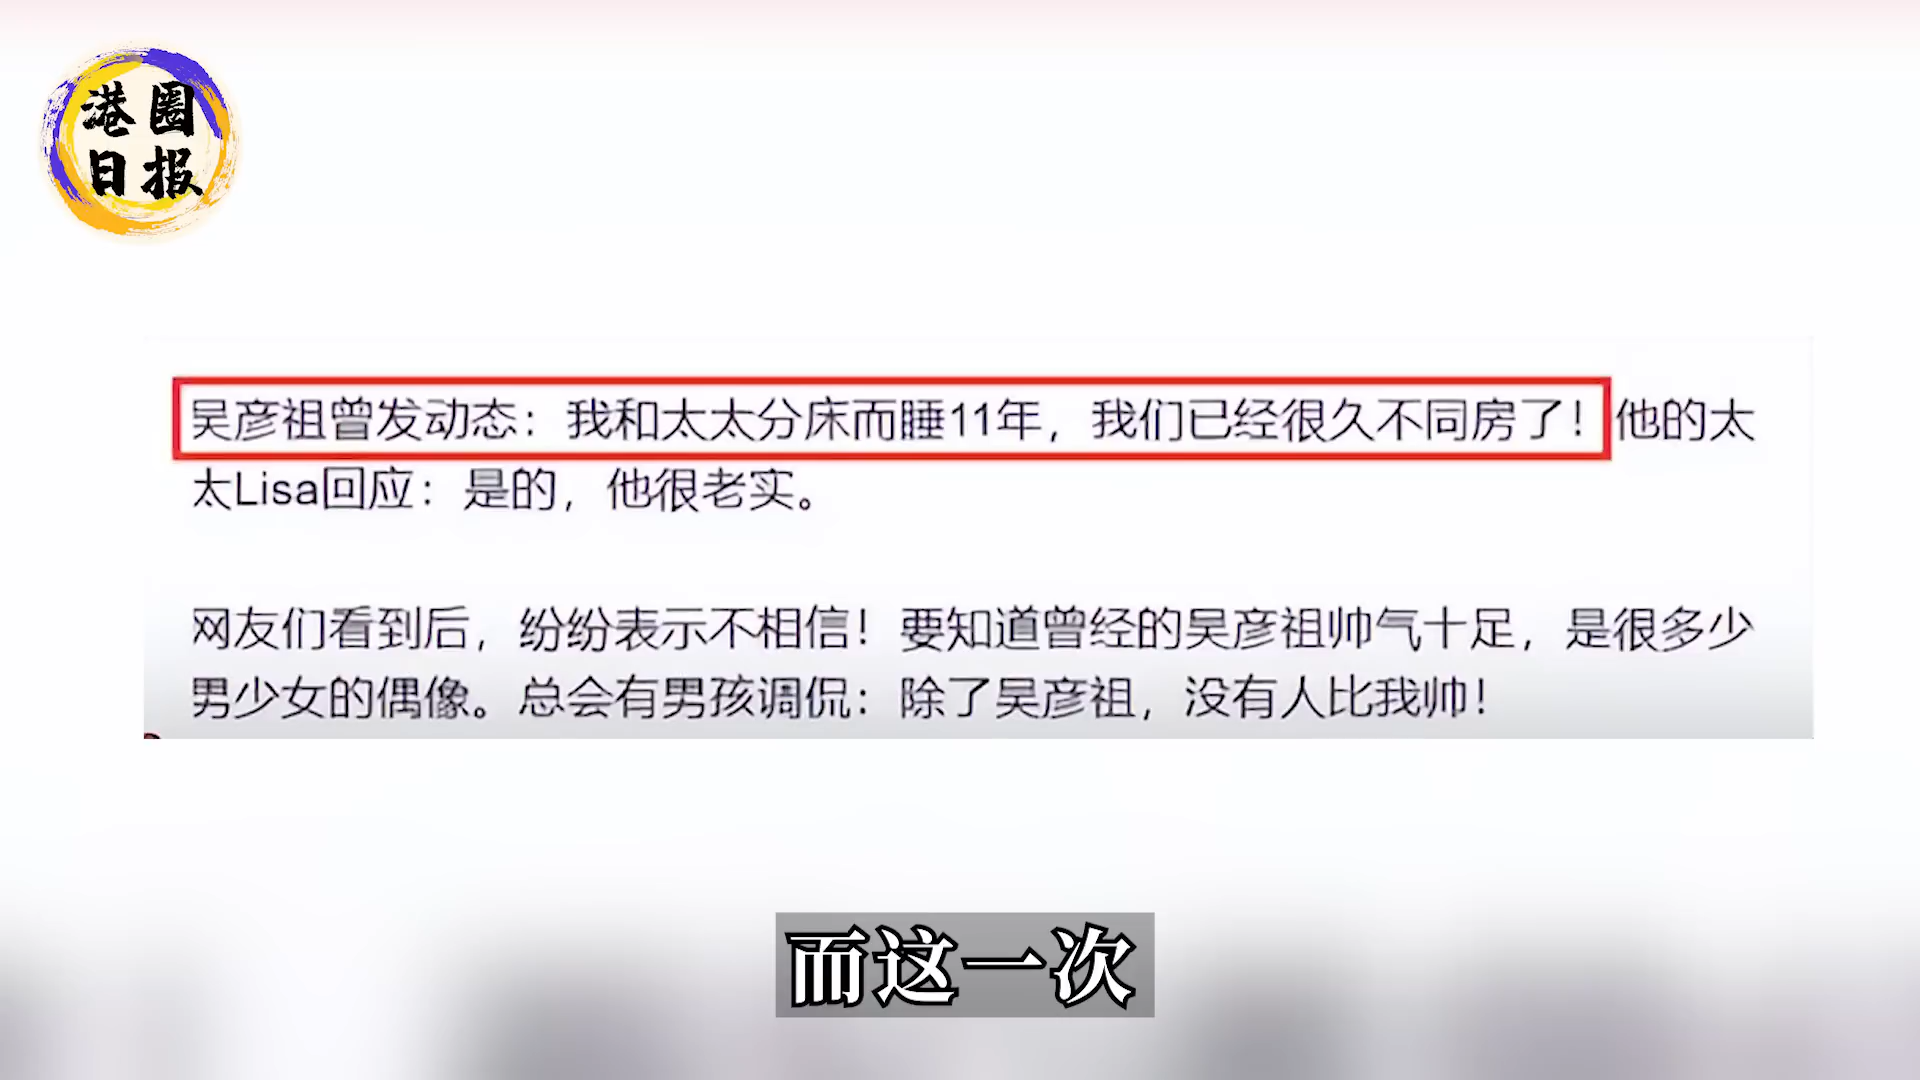 港圈
日报
吴彦祖曾发动态：我和太太分床而睡11年，我们已经很久不同房了！他的太
太Lisa回应：是的，他很老实。
网友们看到后，纷纷表示不相信！要知道曾经的吴彦祖帅气十足，是很多少
男少女的偶像。总会有男孩调侃：除了吴彦祖，没有人比我帅！
而这一次